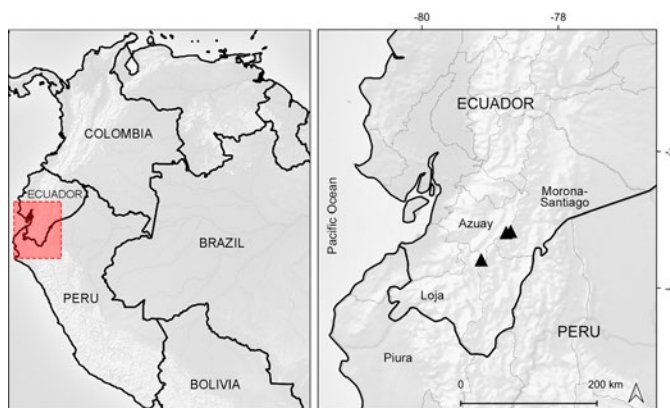 COLOMBIA
ECUADOR
BRAZIL
PERU
BOLIVIA
-80
-78
ECUADOR
Pacific Ocean
Morona-
Santiago
Azuay
Loja
PERU
Piura
0
200 km